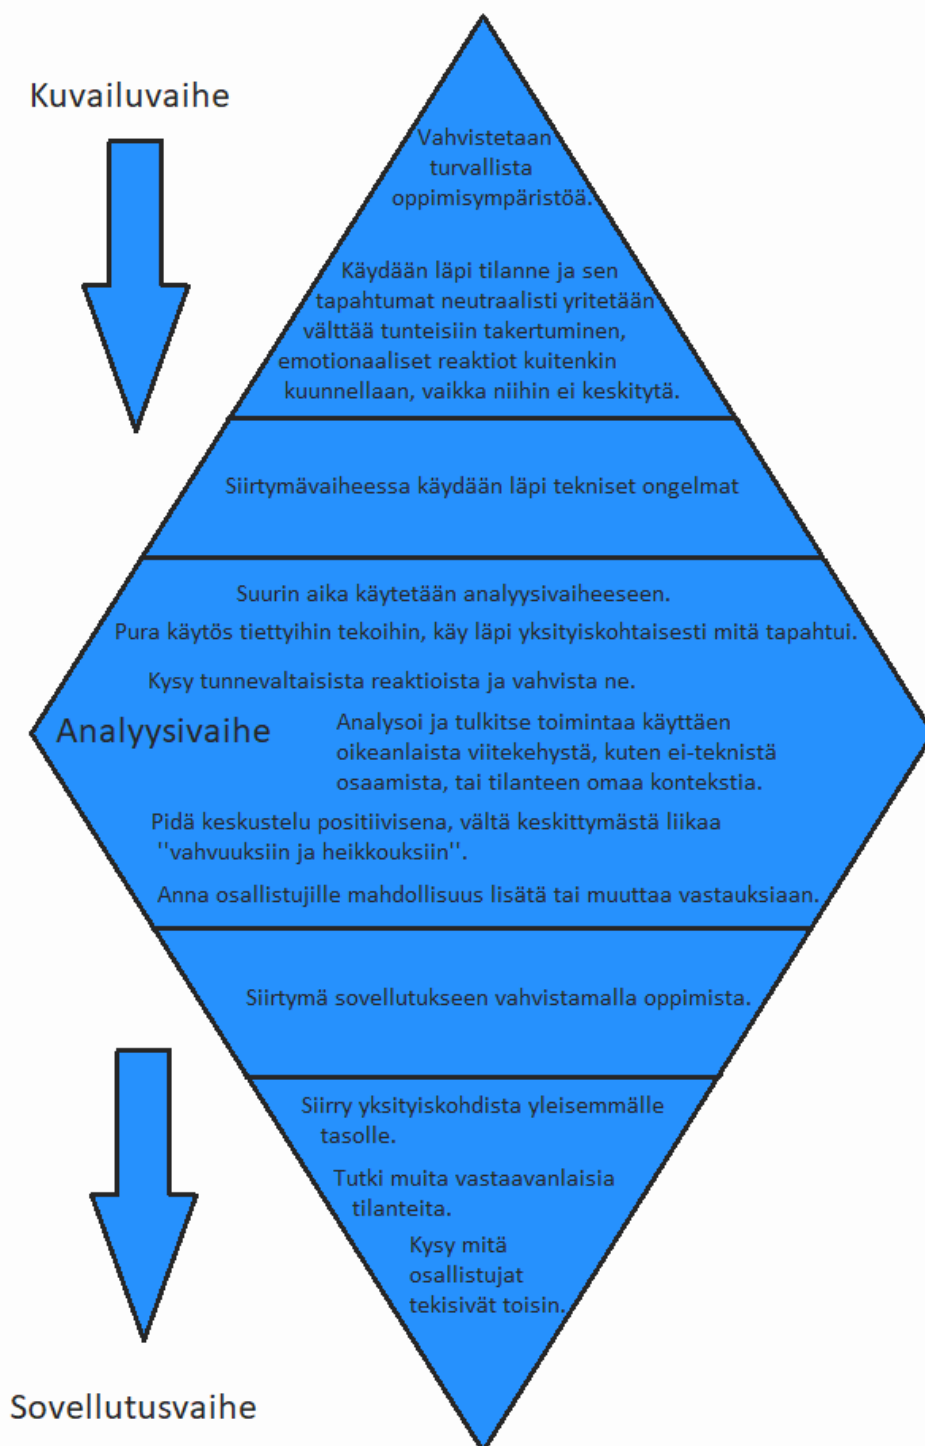 Kuvailuvaihe
Vahvistetaan
turvallista
oppimisympäristöä.
Käydään läpi tilanne ja sen
tapahtumat neutraalisti yritetään
välttää tunteisiin takertuminen,
emotionaaliset reaktiot kuitenkin
kuunnellaan, vaikka niihin ei keskitytä.
Siirtymävaiheessa käydään läpi tekniset ongelmat
Suurin aika käytetään analyysivaiheeseen.
Pura käytös tiettyihin tekoihin, käy läpi yksityiskohtaisesti mitä tapahtui.
Kysy tunnevaltaisista reaktioista ja vahvista ne.
Analyysivaihe
Analysoi ja tulkitse toimintaa käyttäen
oikeanlaista viitekehystä, kuten ei-teknistä
osaamista, tai tilanteen omaa kontekstia.
Pidä keskustelu positiivisena, vältä keskittymästä liikaa
''vahvuuksiin ja heikkouksiin''.
Anna osallistujille mahdollisuus lisätä tai muuttaa vastauksiaan.
Siirtymä sovellutukseen vahvistamalla oppimista.
Siirry yksityiskohdista yleisemmälle
tasolle.
Tutki muita vastaavanlaisia
tilanteita.
Kysy mitä
osallistujat
tekisivät toisin.
Sovellutusvaihe